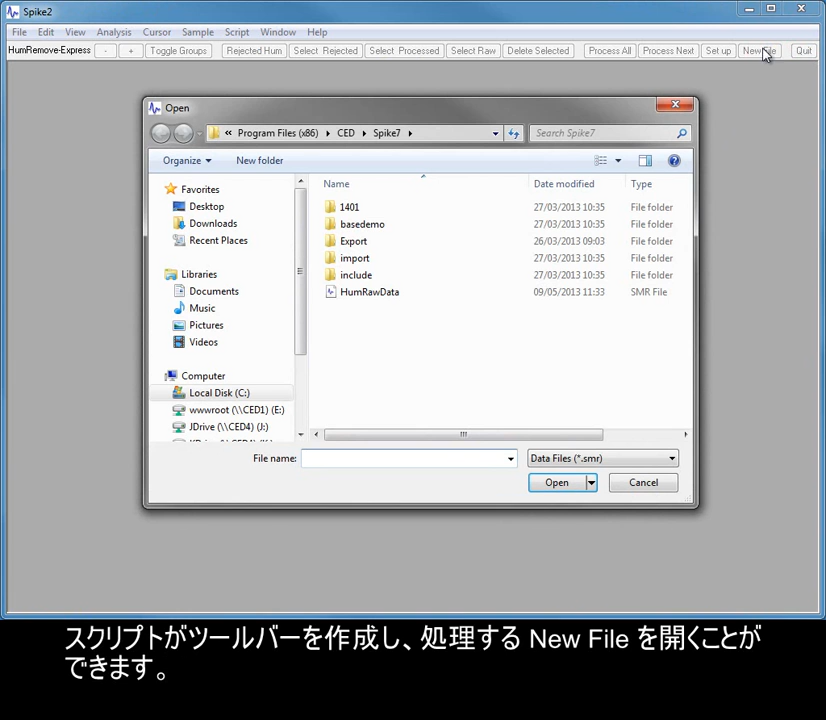 Spike2
File Edit View Analysis Cursor Sample Script Window Help
HumRemove-Express - + Toggle Groups Rejected Hum Select Rejected Select Processed Select Raw Delete Selected Process All Process Next Set up New File Quit
Open
« Program Files (x86) CED Spike7 Search Spike7
Organize New folder
Favorites
Desktop
Downloads
Recent Places
Libraries
Documents
Music
Pictures
Videos
Computer
Local Disk (C:)
wwwroot (\\CED1) (E:)
JDrive (\\CED4) (J:)
Name Date modified Type
1401 27/03/2013 10:35 File folder
basedemo 27/03/2013 10:35 File folder
Export 26/03/2013 09:03 File folder
import 27/03/2013 10:35 File folder
include 27/03/2013 10:35 File folder
HumRawData 09/05/2013 11:33 SMR File
File name: Data Files (*.smr)
Open Cancel
スクリプトがツールバーを作成し、処理する New File を開くことが
できます。